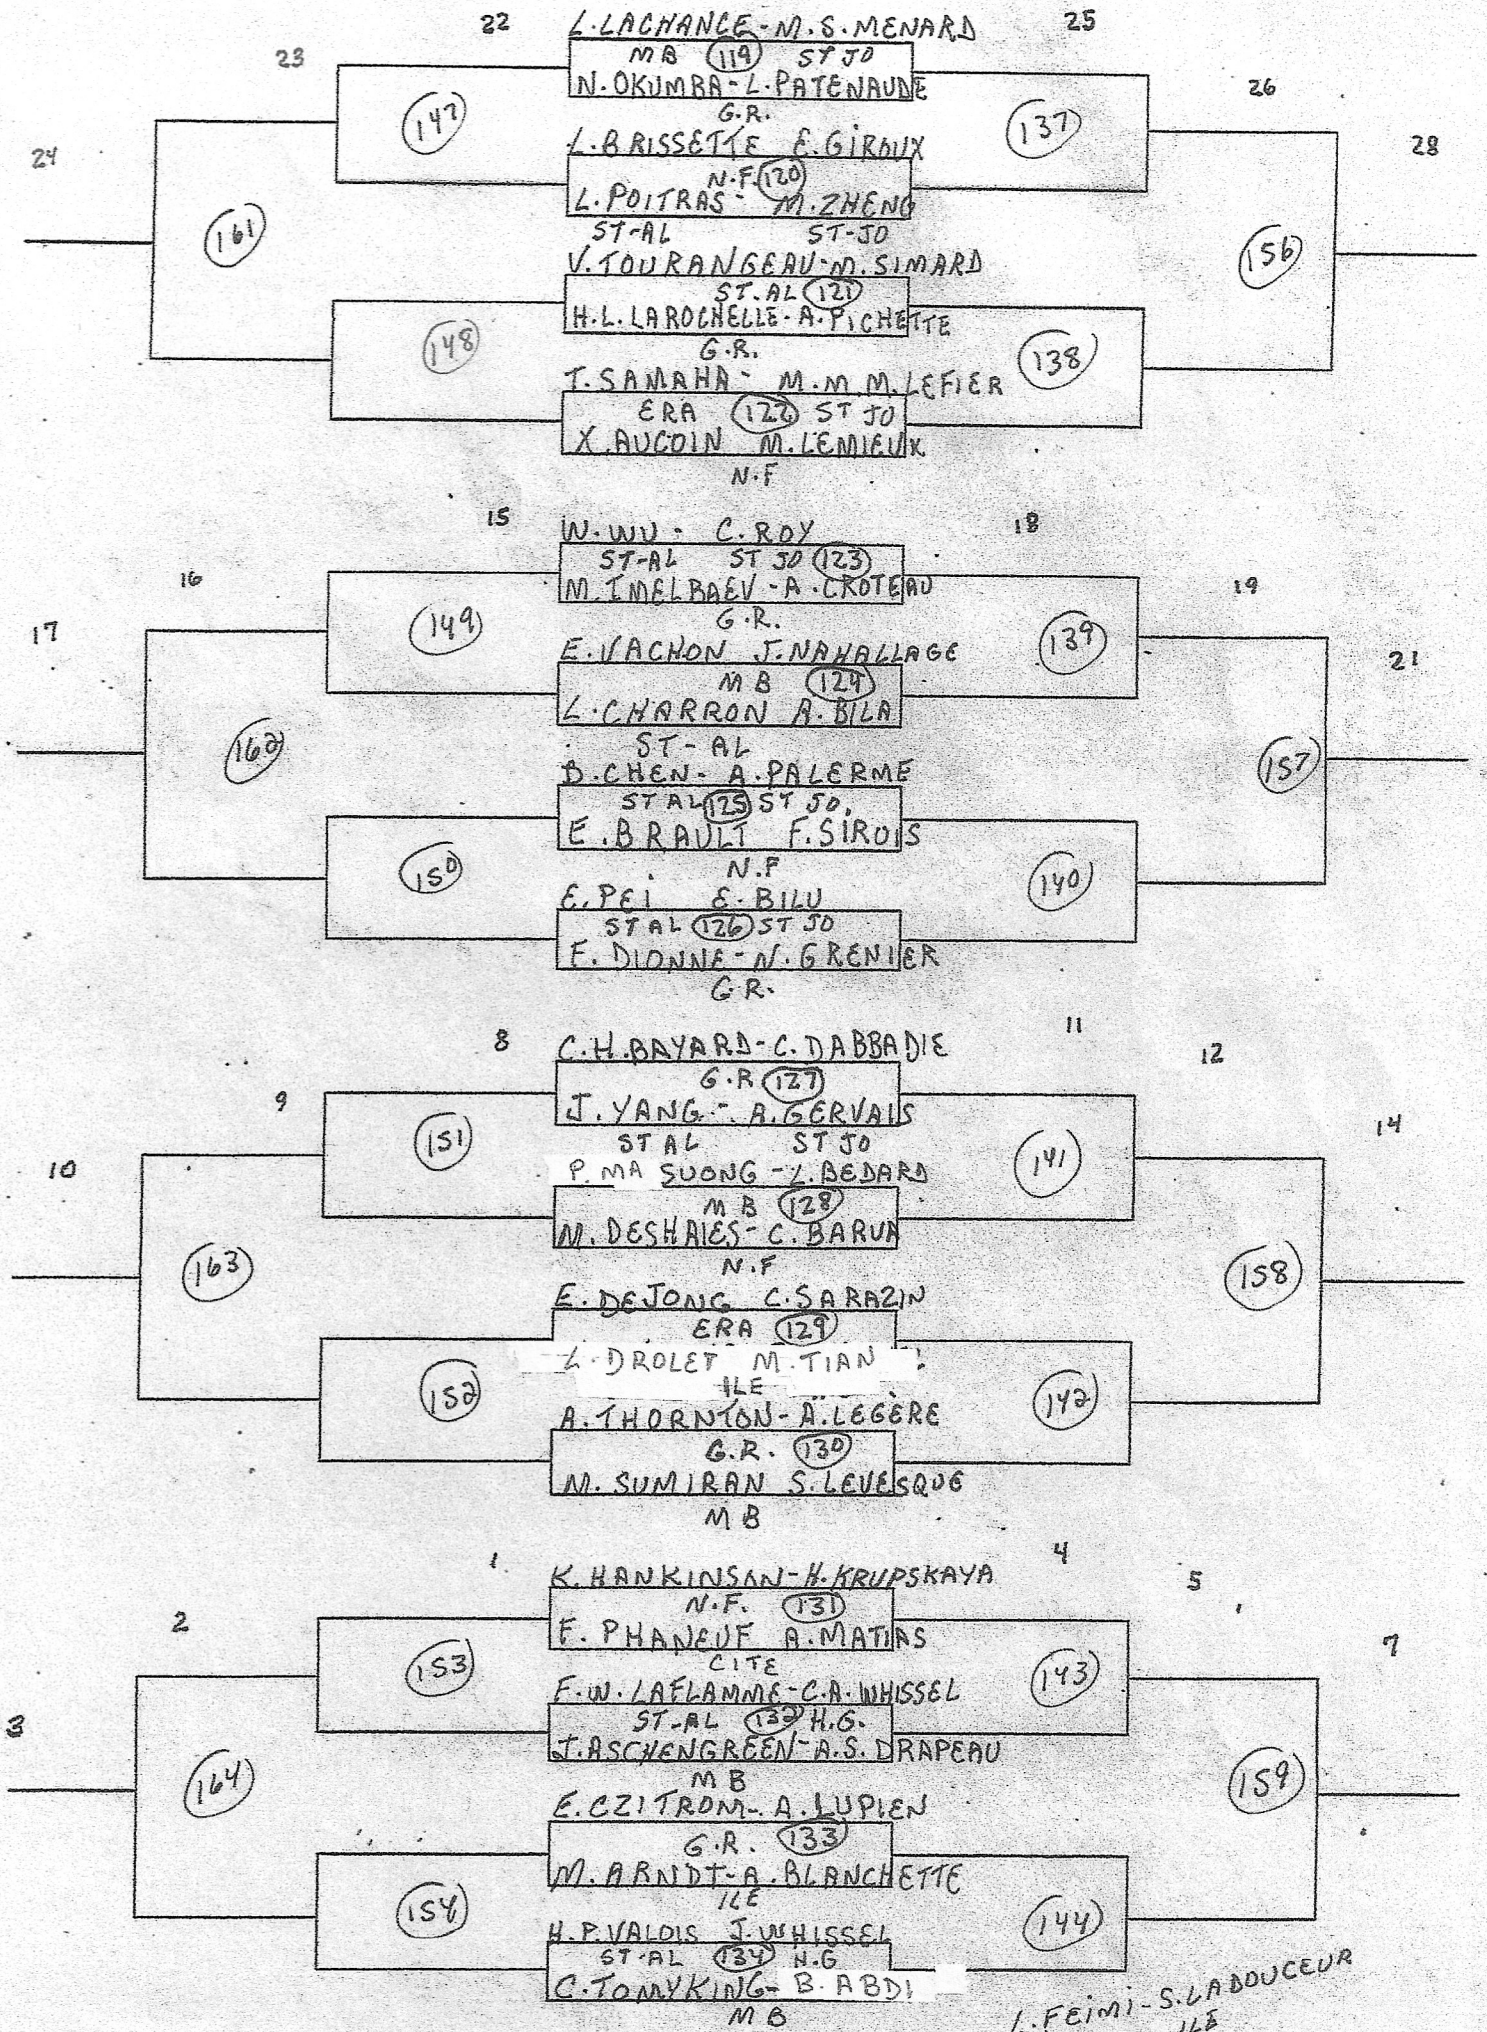 22 L.LACHANCE-M.S.MENARD 25
23 MB 119 ST JO
N.OKUMBA-L.PATENAUDE 26
147 G.R. 137
24 L.BRISSETTE E.GIROUX 28
N.F. 120
L.POITRAS- M.ZHENG
161 ST-AL ST-JO 156
V.TOURANGEAU-M.SIMARD
ST.AL 121
H.L.LAROCHELLE-A.PICHETTE
148 G.R. 138
T.SAMAHA- M.M.M.LEFIER
ERA 122 ST JO
X.AUCOIN M.LEMIEUX
N.F
15 W.WU- C.ROY 18
ST-AL ST JO 123
16 M.IMELBAEV-A.CROTEAU 19
149 G.R. 139
17 E.VACHON J.NAHALLAGE 21
MB 124
L.CHARRON A.BILA
162 ST-AL 157
B.CHEN- A.PALERME
ST AL 125 ST JO.
E.BRAULT F.SIROIS
150 N.F 140
E.PEI E.BILU
ST AL 126 ST JO
F.DIONNE-N.GRENIER
G.R.
8 C.H.BAYARD-C.DABBADIE 11
G.R 127 12
9 J.YANG-A.GERVAIS
151 ST AL ST JO 141 14
10 P.MA SUONG-L.BEDARD
MB 128
M.DESHAIES-C.BARUA
163 N.F 158
E.DEJONG C.SARAZIN
ERA 129
L.DROLET M.TIAN
152 ILE 142
A.THORNTON-A.LEGÈRE
G.R. 130
M.SUMIRAN S.LEVESQUE
MB
1 K.HANKINSON-H.KRUPSKAYA 4
N.F. 131 5
2 F.PHANEUF A.MATIAS 7
153 CITE 143
F.W.LAFLAMME-C.A.WHISSEL
3 ST-AL 132 H.G.
J.ASCHENGREEN-A.S.DRAPEAU
164 MB 159
E.CZITROM-A.LUPIEN
G.R. 133
M.ARNDT-A.BLANCHETTE
154 ILE 144
H.P.VALOIS J.WHISSEL
ST-AL 134 H.G
C.TOMYKING-B.ABDI
MB
L.FEIMI-S.LADOUCEUR
ILE